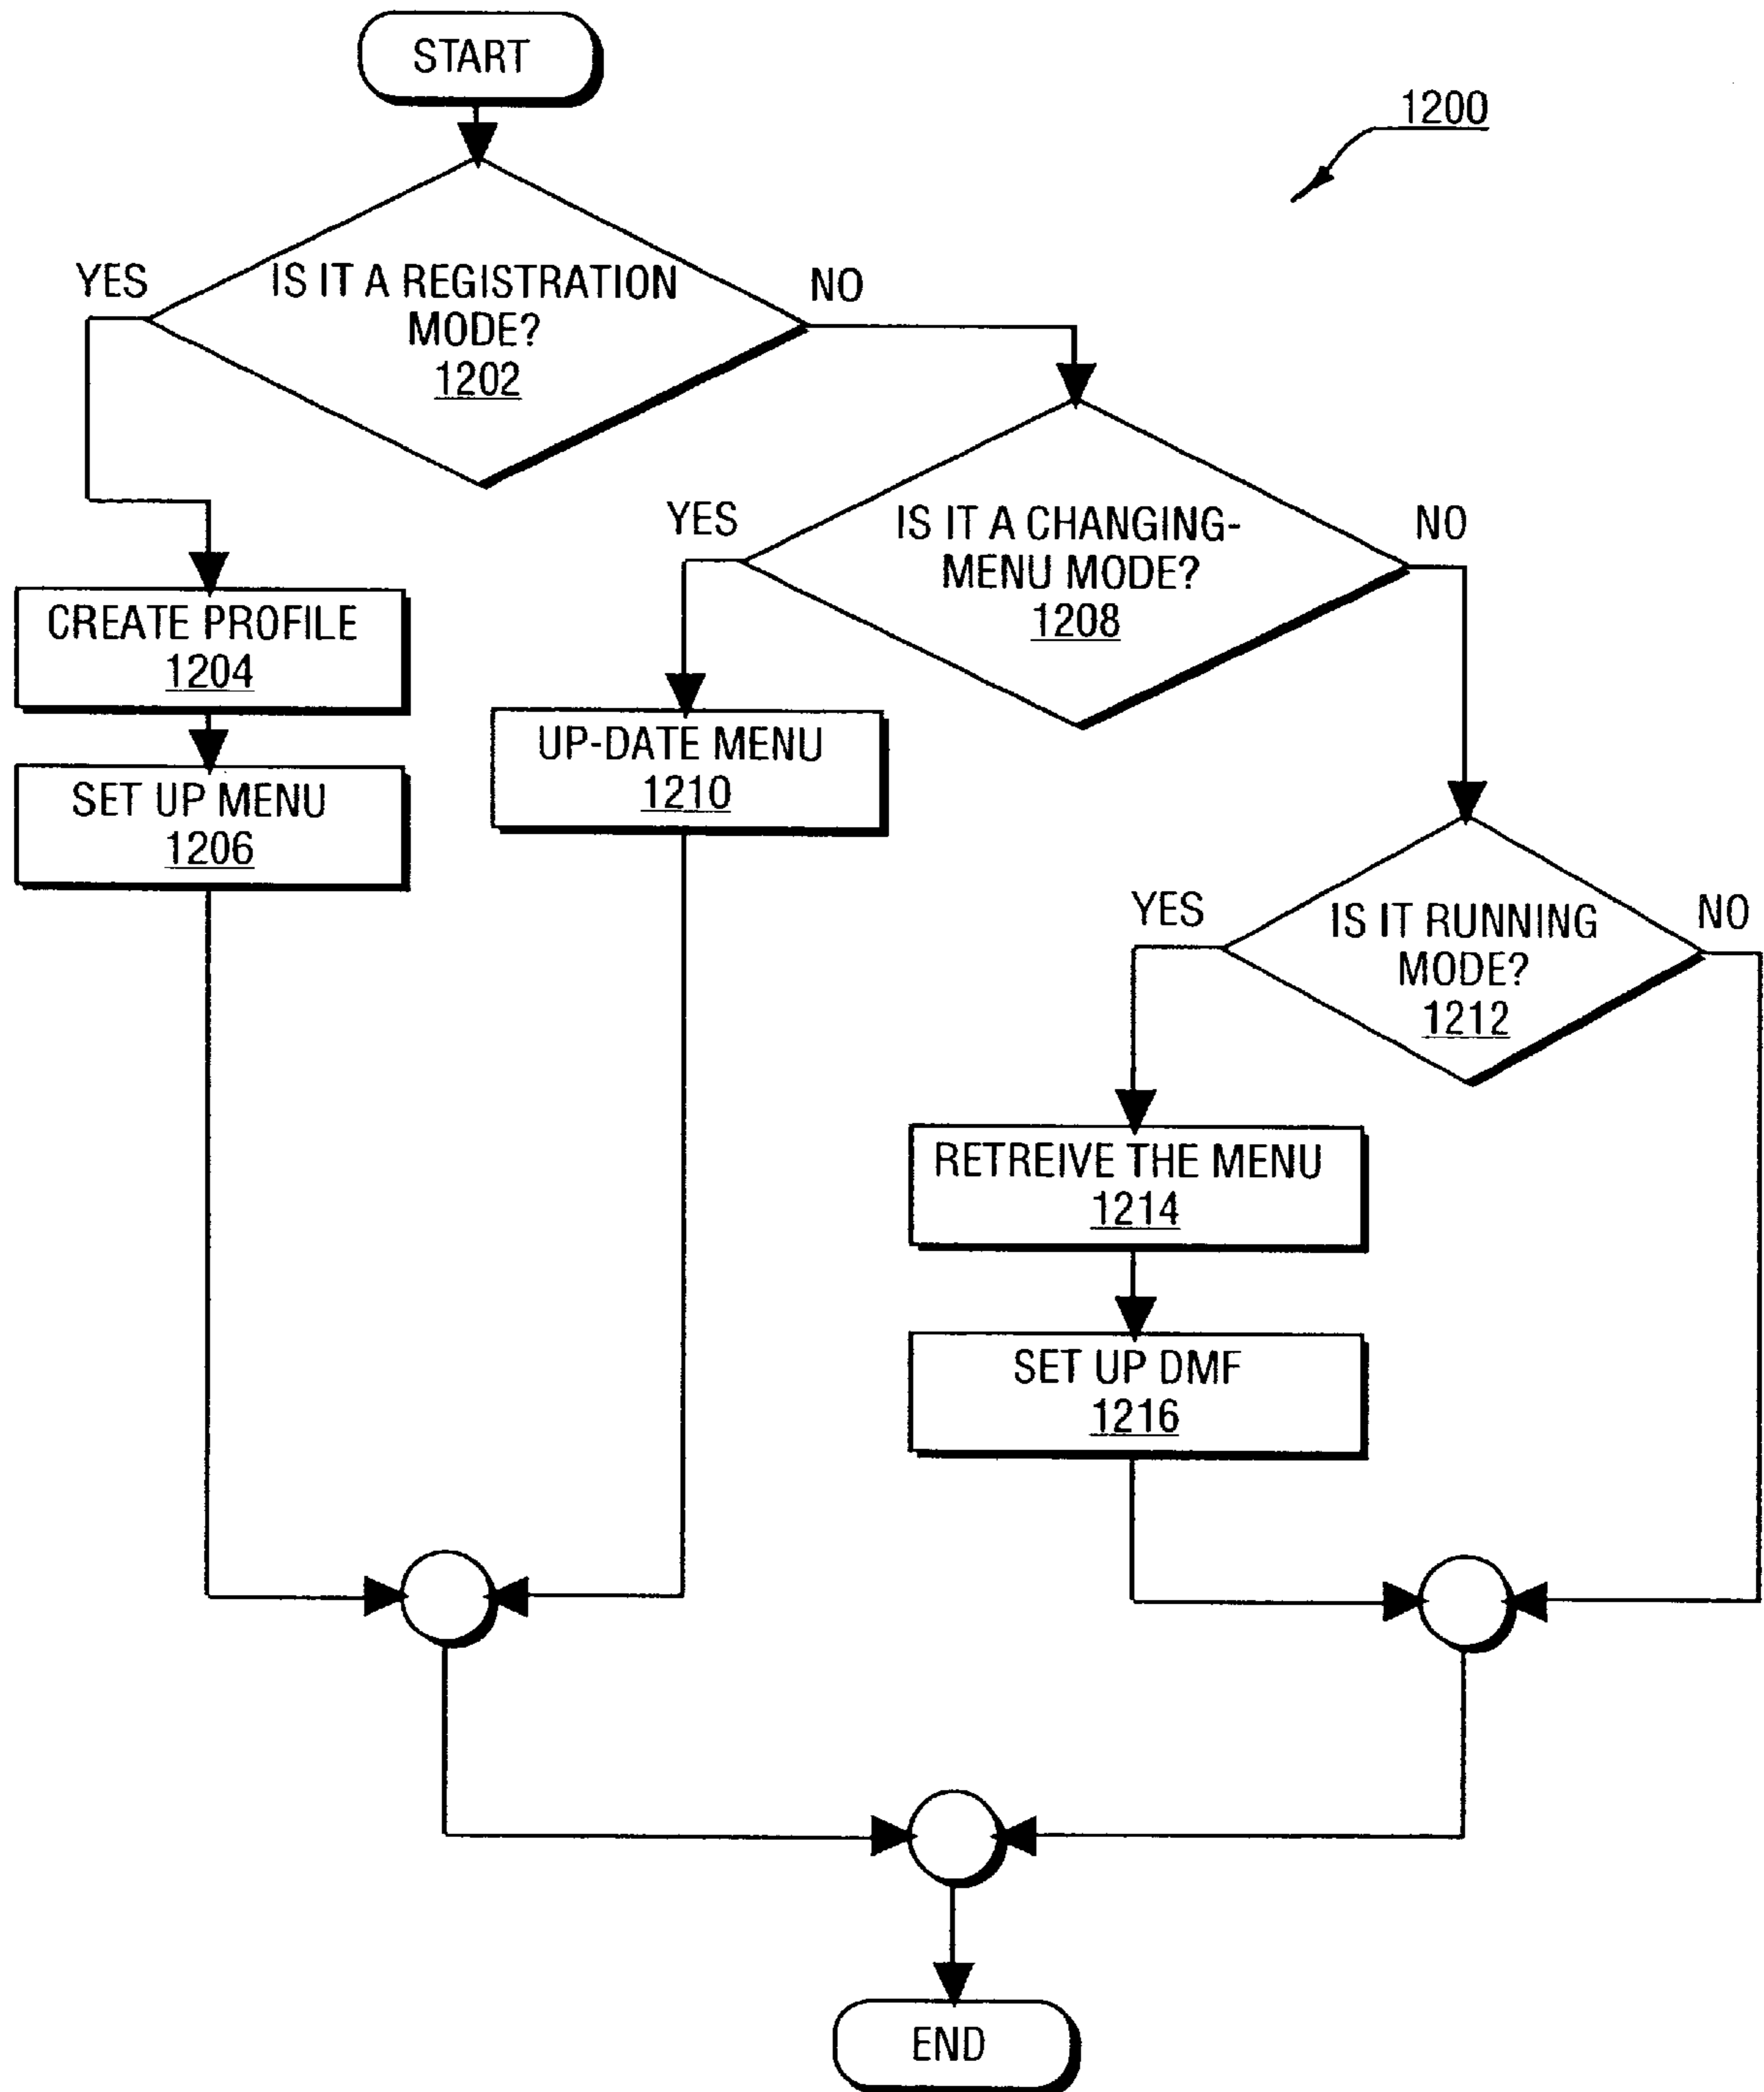 START
1200
YES
IS IT A REGISTRATION
MODE?
1202
NO
YES
IS IT A CHANGING-
MENU MODE?
1208
NO
CREATE PROFILE
1204
SET UP MENU
1206
UP-DATE MENU
1210
YES
IS IT RUNNING
MODE?
1212
NO
RETREIVE THE MENU
1214
SET UP DMF
1216
END